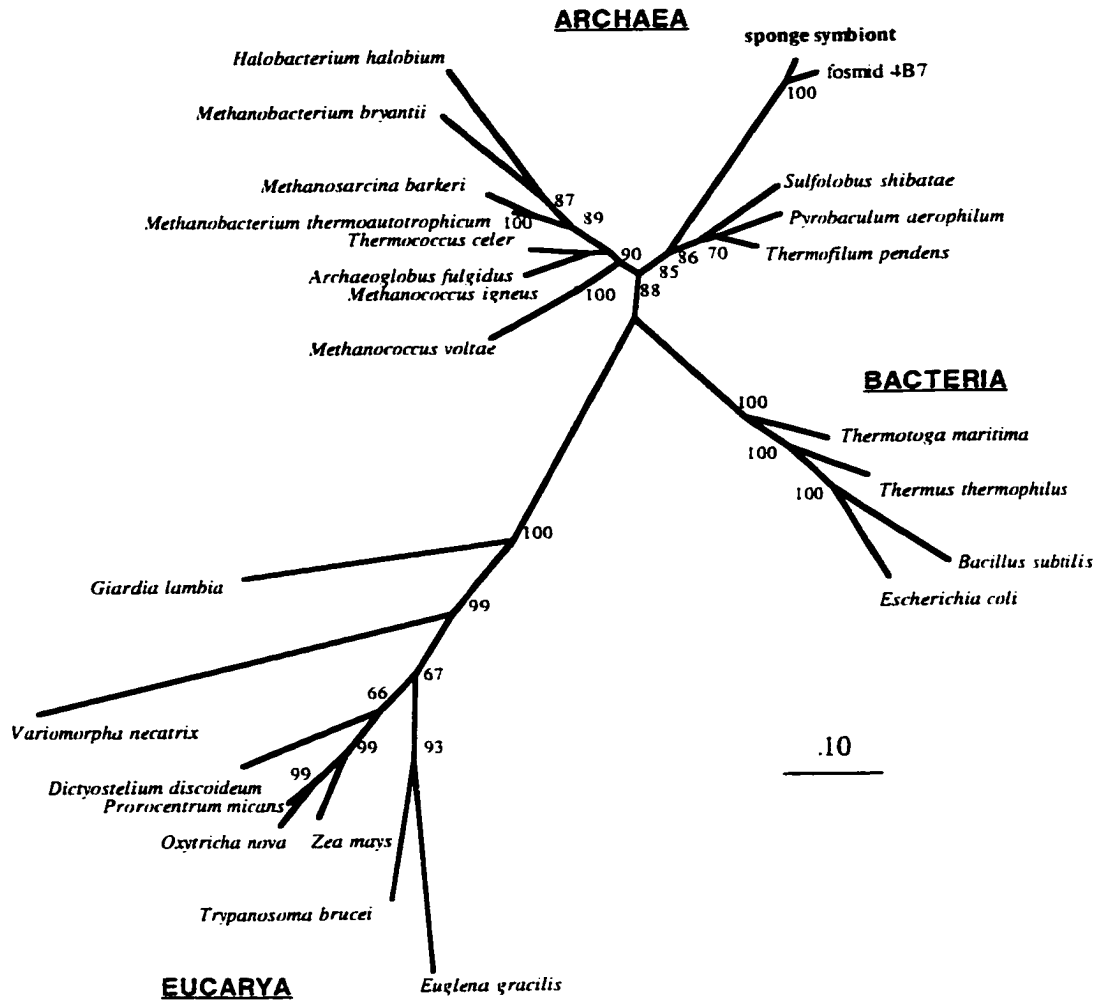 ARCHAEA
sponge symbiont
fosmid 4B7
100
Halobacterium halobium
Methanobacterium bryantii
Methanosarcina barkeri
87
Methanobacterium thermoautotrophicum
100
89
Thermococcus celer
90
Archaeoglobus fulgidus
Methanococcus igneus
100
Methanococcus voltae
Sulfolobus shibatae
Pyrobaculum aerophilum
Thermofilum pendens
70
86
85
88
BACTERIA
100
Thermotoga maritima
100
Thermus thermophilus
100
Bacillus subtilis
Escherichia coli
100
Giardia lambia
99
67
66
Variomorpha necatrix
93
99
99
.10
Dictyostelium discoideum
Prorocentrum micans
Oxytricha nova
Zea mays
Trypanosoma brucei
Euglena gracilis
EUCARYA